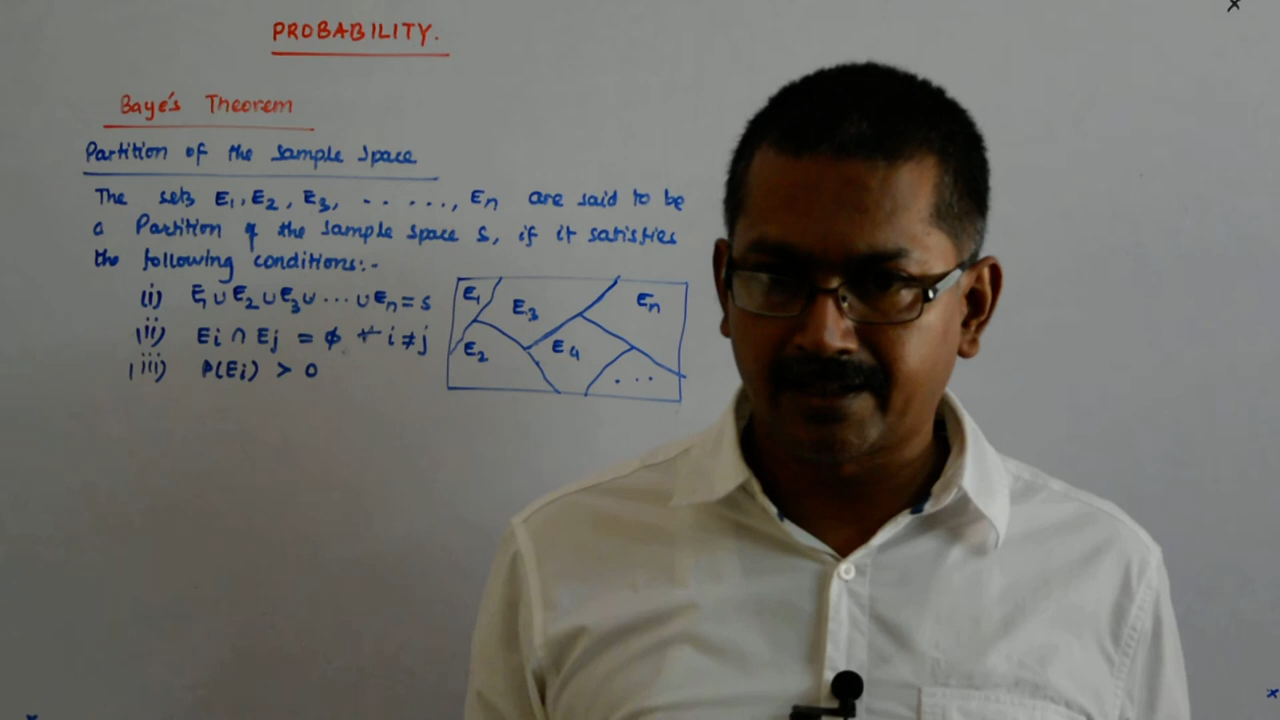 PROBABILITY.
Baye's Theorem
Partition of the Sample Space
The sets E₁, E₂, E₃, ......, En are said to be
a Partition of the sample space S, if it satisfies
the following conditions:-
(i) E₁ ∪ E₂ ∪ E₃ ∪ ... ∪ En = S
(ii) Ei ∩ Ej = ϕ ∀ i ≠ j
(iii) P(Ei) > 0
E₁ E₃ En
E₂ E₄ ...